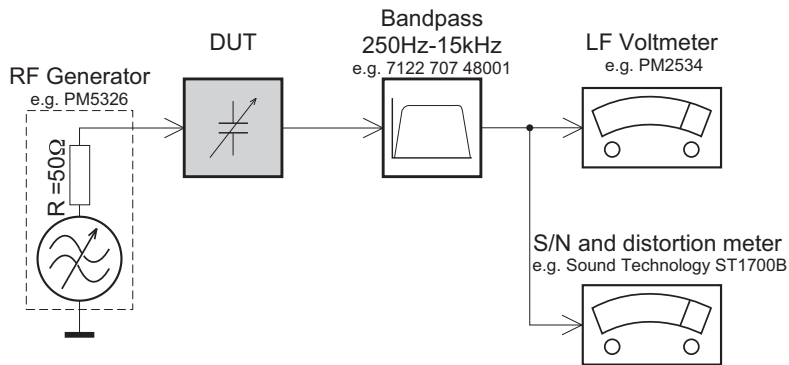 Bandpass
250Hz-15kHz
e.g. 7122 707 48001
DUT
LF Voltmeter
e.g. PM2534
RF Generator
e.g. PM5326
R =50Ω
S/N and distortion meter
e.g. Sound Technology ST1700B